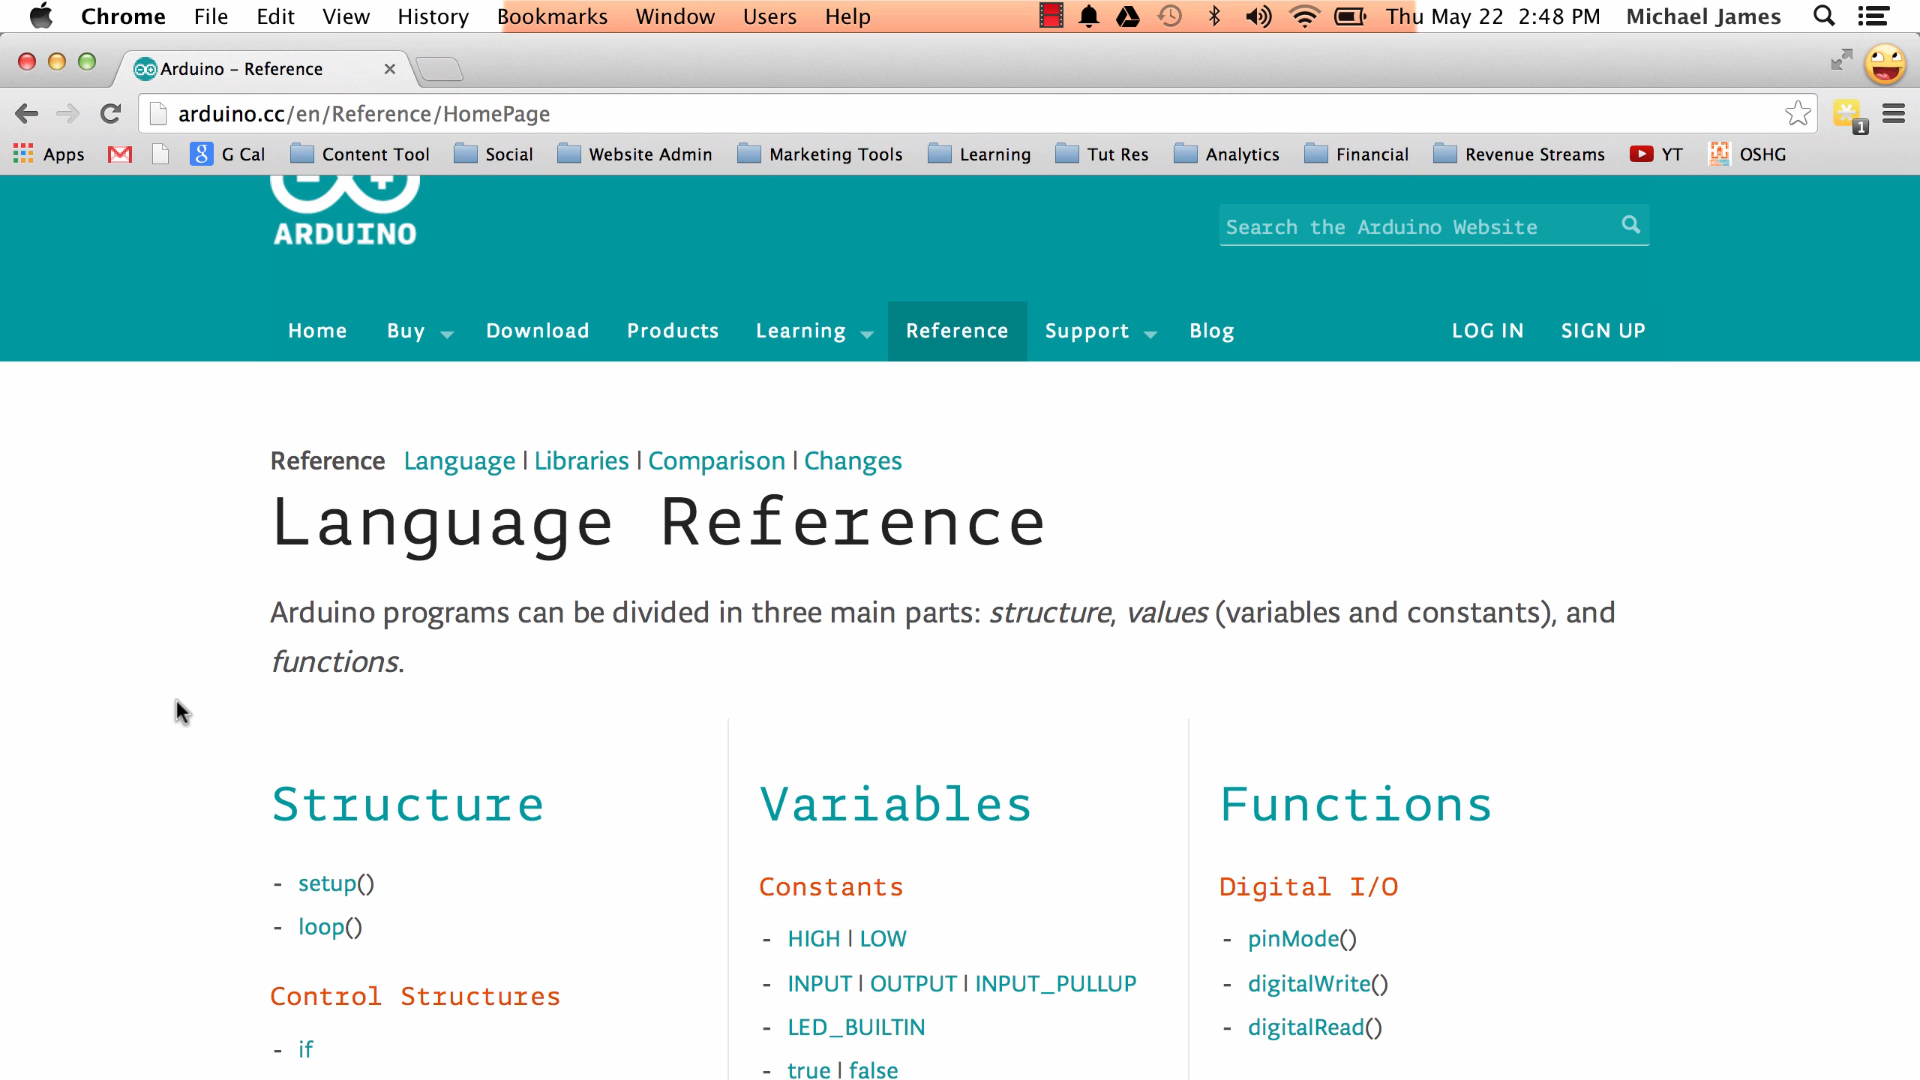 Chrome File Edit View History Bookmarks Window Users Help Thu May 22 2:48 PM Michael James
Arduino – Reference
arduino.cc/en/Reference/HomePage
1
Apps G Cal Content Tool Social Website Admin Marketing Tools Learning Tut Res Analytics Financial Revenue Streams YT OSHG
ARDUINO
Search the Arduino Website
Home Buy Download Products Learning Reference Support Blog LOG IN SIGN UP
Reference Language | Libraries | Comparison | Changes
Language Reference
Arduino programs can be divided in three main parts: structure, values (variables and constants), and
functions.
Structure
- setup()
- loop()
Control Structures
- if
Variables
Constants
- HIGH | LOW
- INPUT | OUTPUT | INPUT_PULLUP
- LED_BUILTIN
- true | false
Functions
Digital I/O
- pinMode()
- digitalWrite()
- digitalRead()